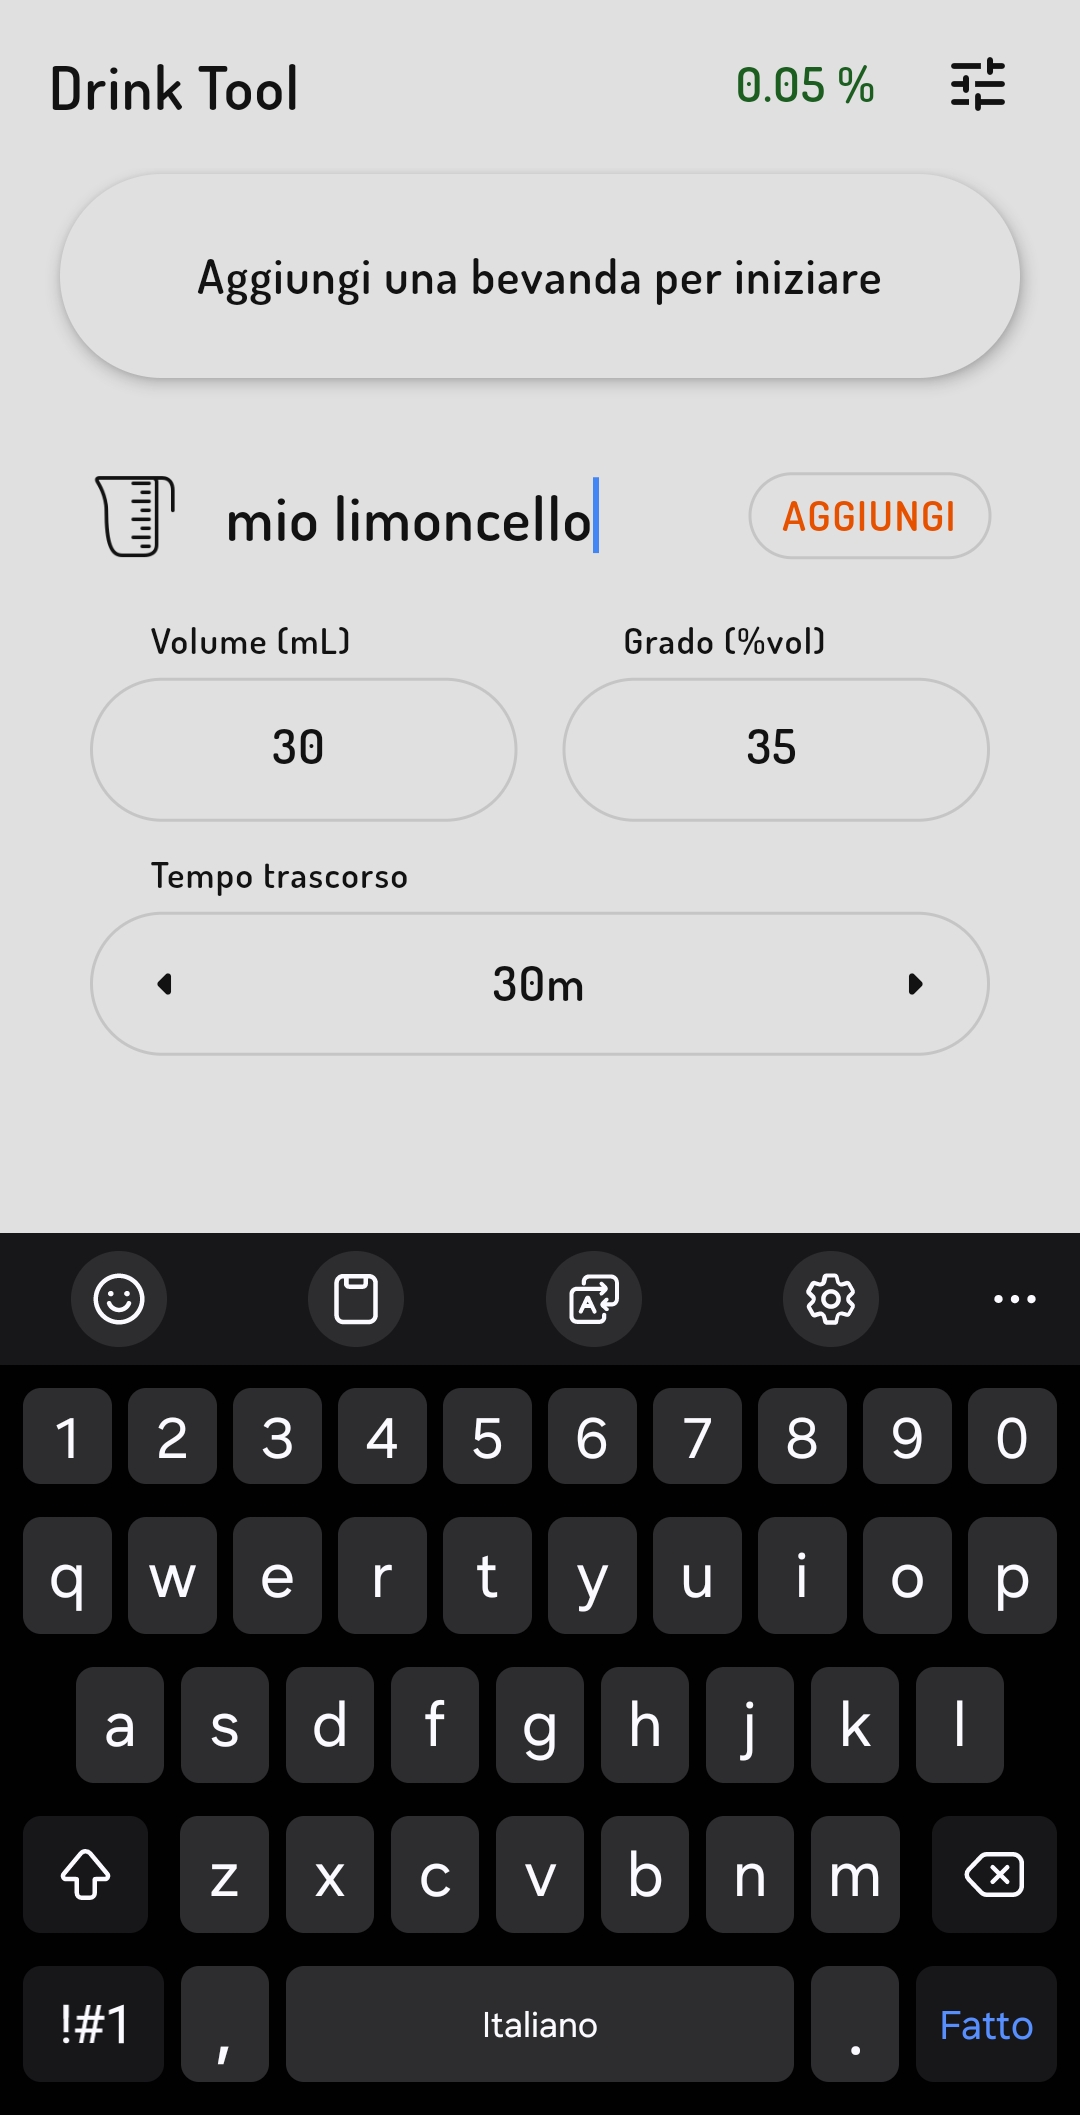 Drink Tool
0.05 %
Aggiungi una bevanda per iniziare
mio limoncello
AGGIUNGI
Volume (mL)
Grado (%vol)
30
35
Tempo trascorso
30m
1 2 3 4 5 6 7 8 9 0
q w e r t y u i o p
a s d f g h j k l
z x c v b n m
!#1 , Italiano . Fatto